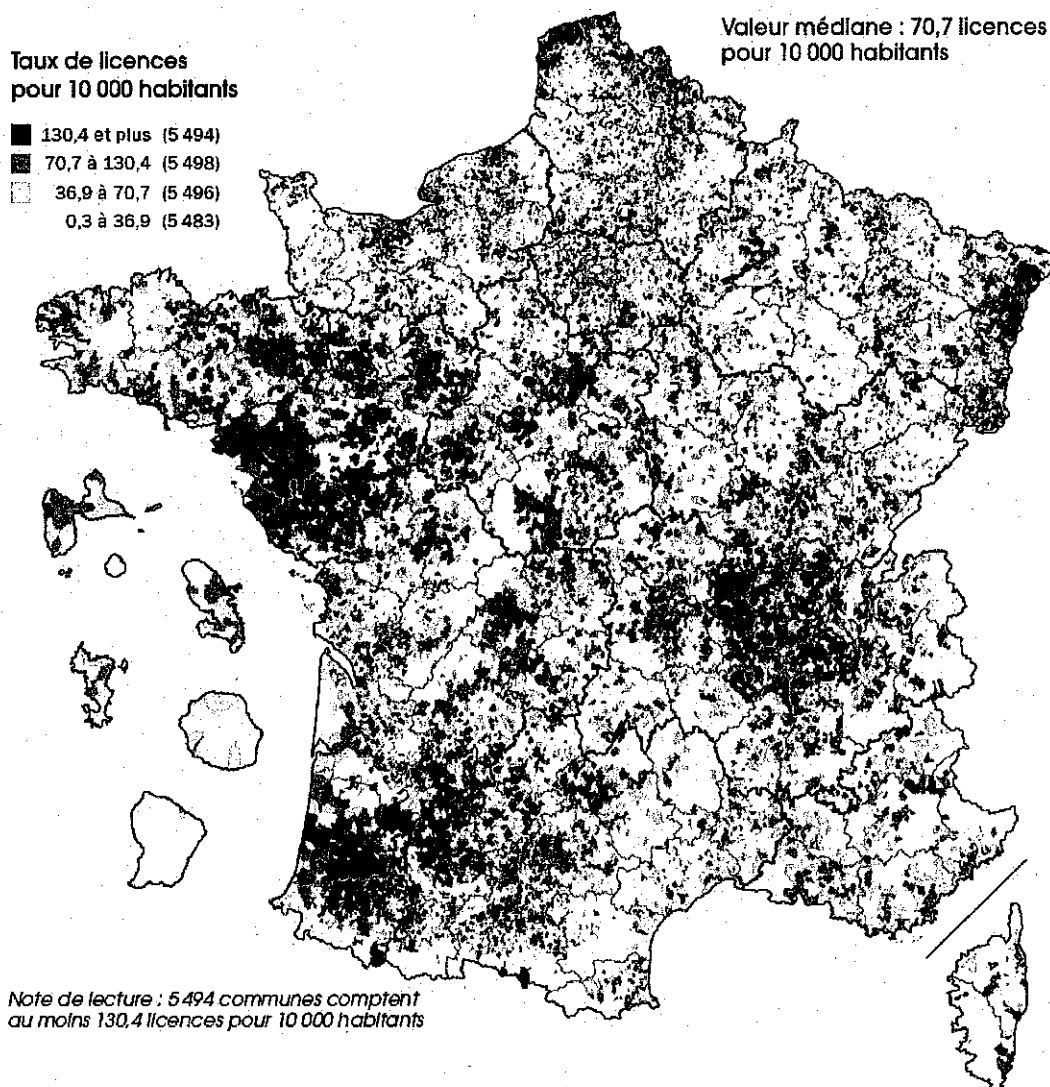 Taux de licences
pour 10 000 habitants
130,4 et plus (5 494)
70,7 à 130,4 (5 498)
36,9 à 70,7 (5 496)
0,3 à 36,9 (5 483)
Valeur médiane : 70,7 licences
pour 10 000 habitants
Note de lecture : 5 494 communes comptent
au moins 130,4 licences pour 10 000 habitants